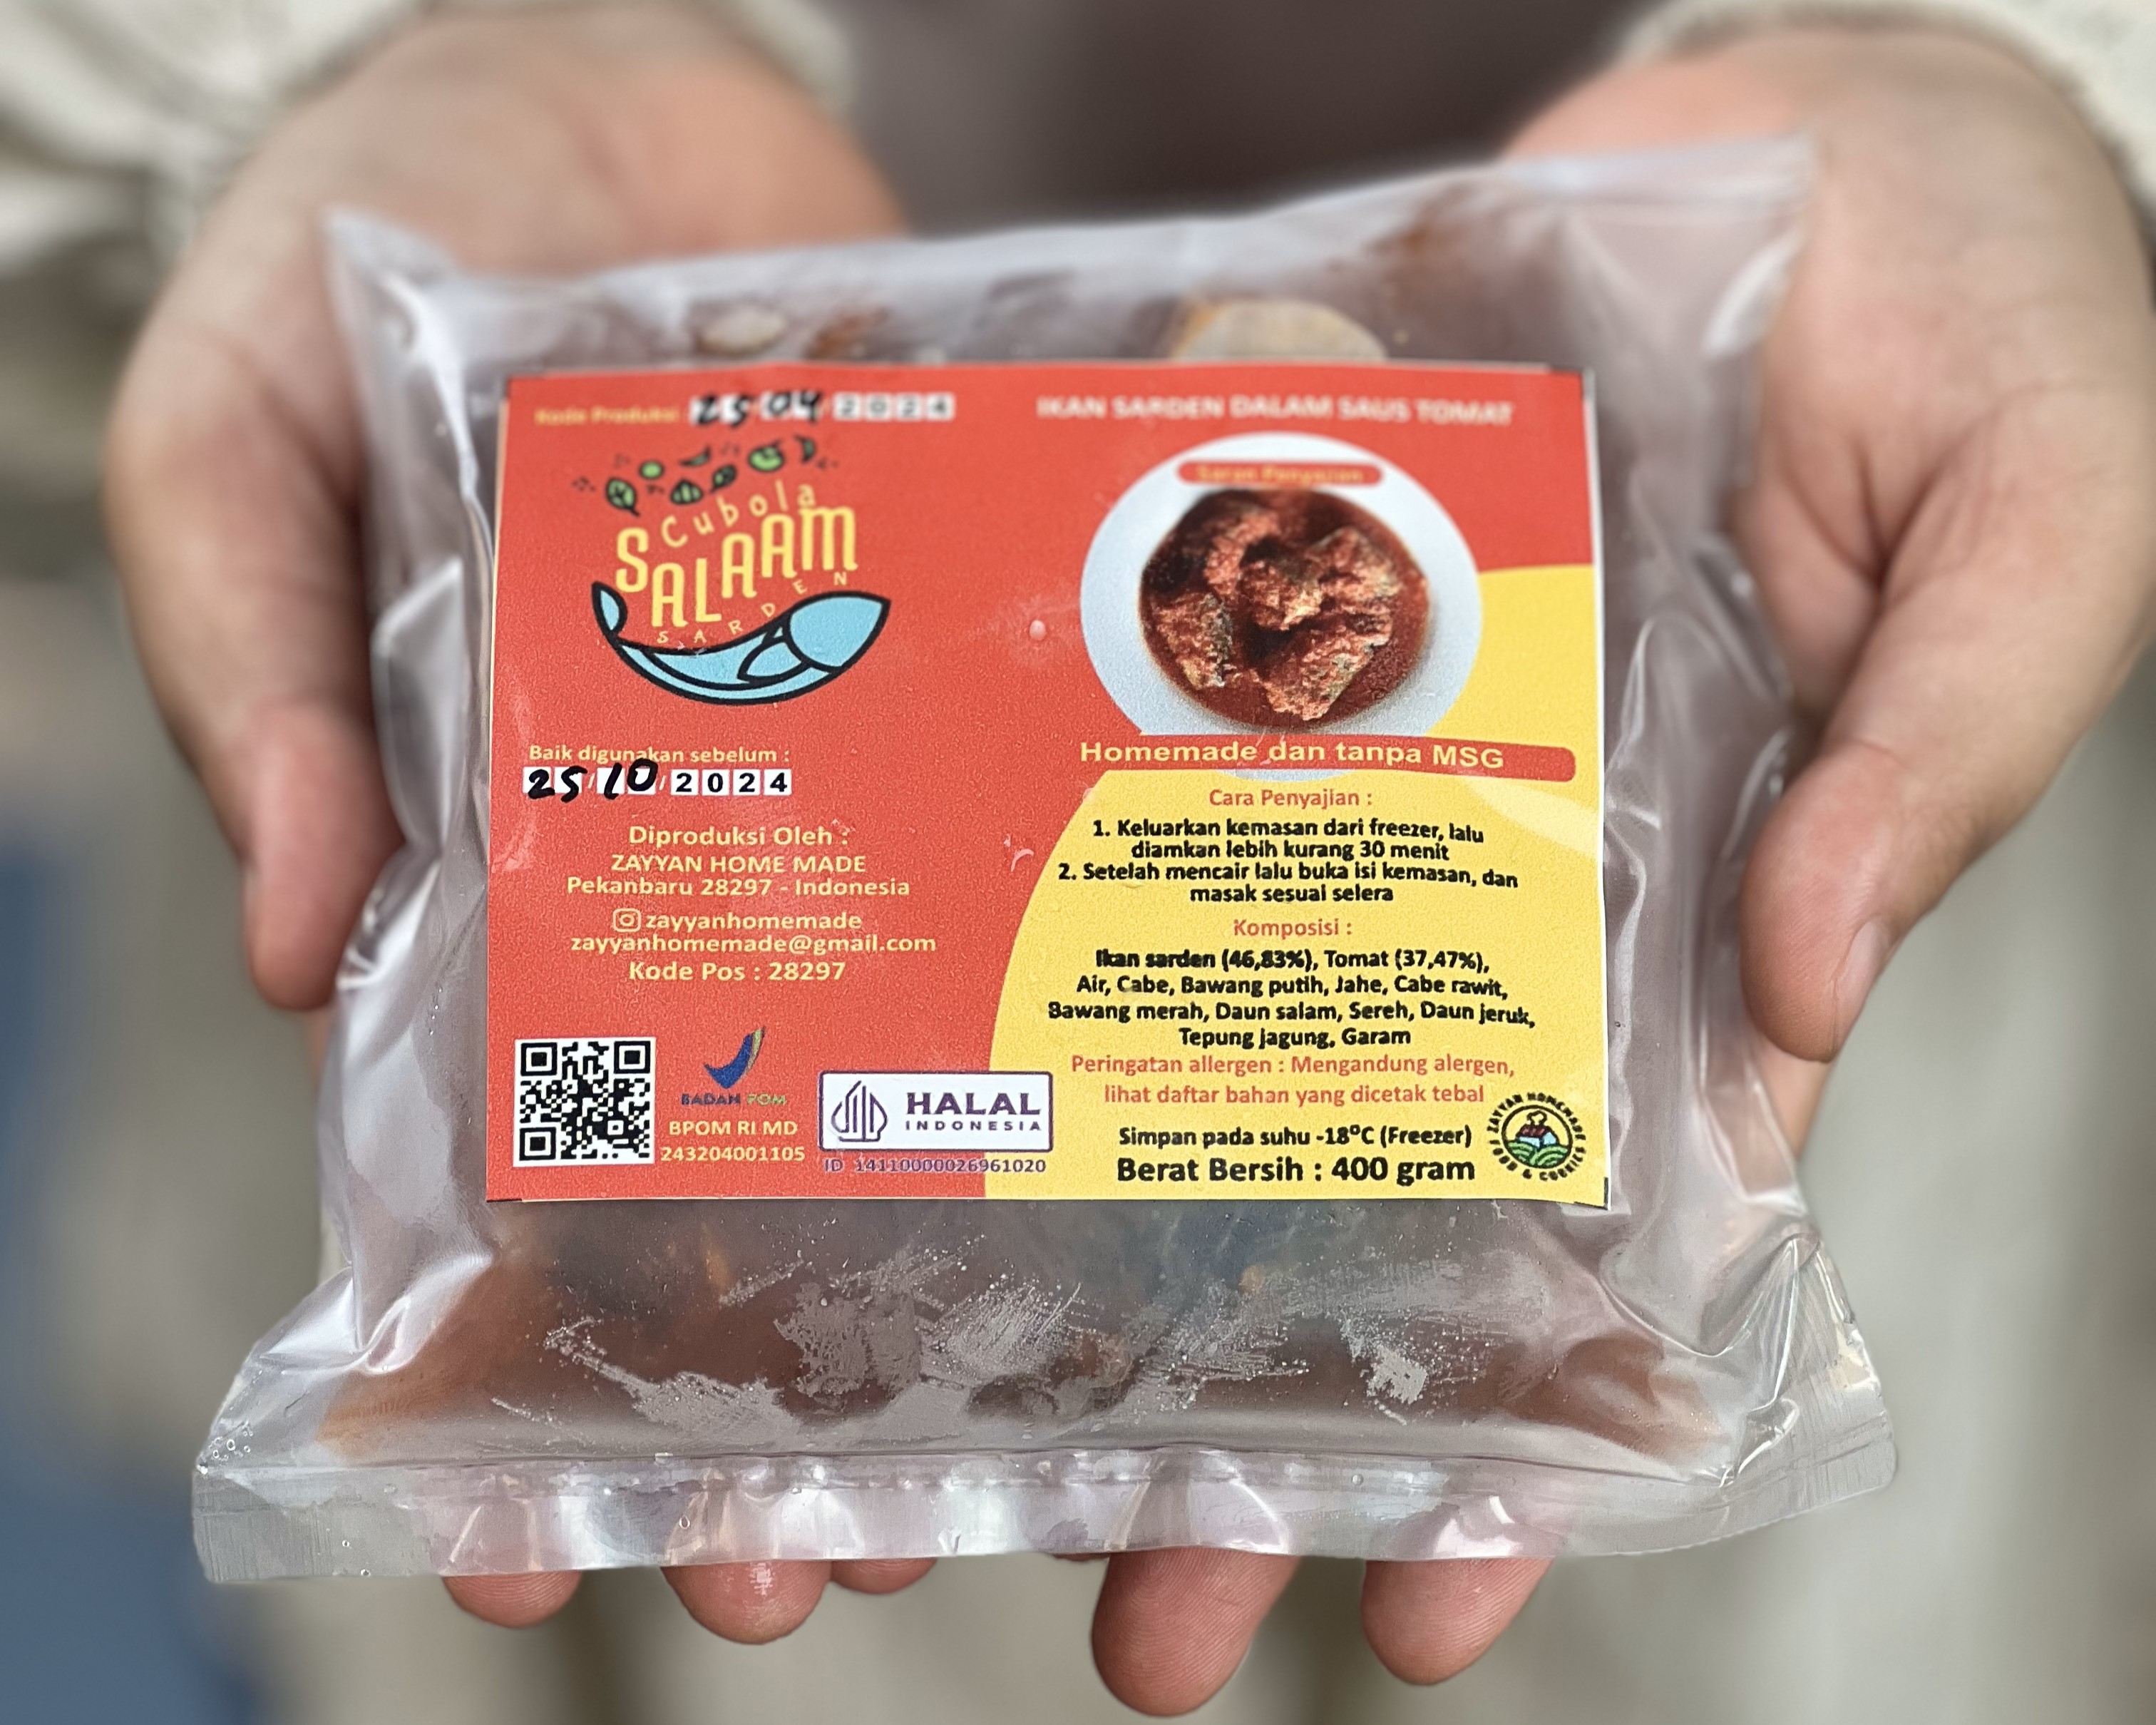 Kode Produksi : 25 04 2024
IKAN SARDEN DALAM SAUS TOMAT
Cubola
SALAAM
SARDEN
Saran Penyajian
Baik digunakan sebelum :
25/10/2024
Diproduksi Oleh :
ZAYYAN HOME MADE
Pekanbaru 28297 - Indonesia
zayyanhomemade
zayyanhomemade@gmail.com
Kode Pos : 28297
BADAN POM
BPOM RI MD
243204001105
HALAL
INDONESIA
ID 14110000026961020
Homemade dan tanpa MSG
Cara Penyajian :
1. Keluarkan kemasan dari freezer, lalu
diamkan lebih kurang 30 menit
2. Setelah mencair lalu buka isi kemasan, dan
masak sesuai selera
Komposisi :
Ikan sarden (46,83%), Tomat (37,47%),
Air, Cabe, Bawang putih, Jahe, Cabe rawit,
Bawang merah, Daun salam, Sereh, Daun jeruk,
Tepung jagung, Garam
Peringatan allergen : Mengandung alergen,
lihat daftar bahan yang dicetak tebal
Simpan pada suhu -18°C (Freezer)
Berat Bersih : 400 gram
ZAYYAN HOMEMADE
FOOD & COOKIES